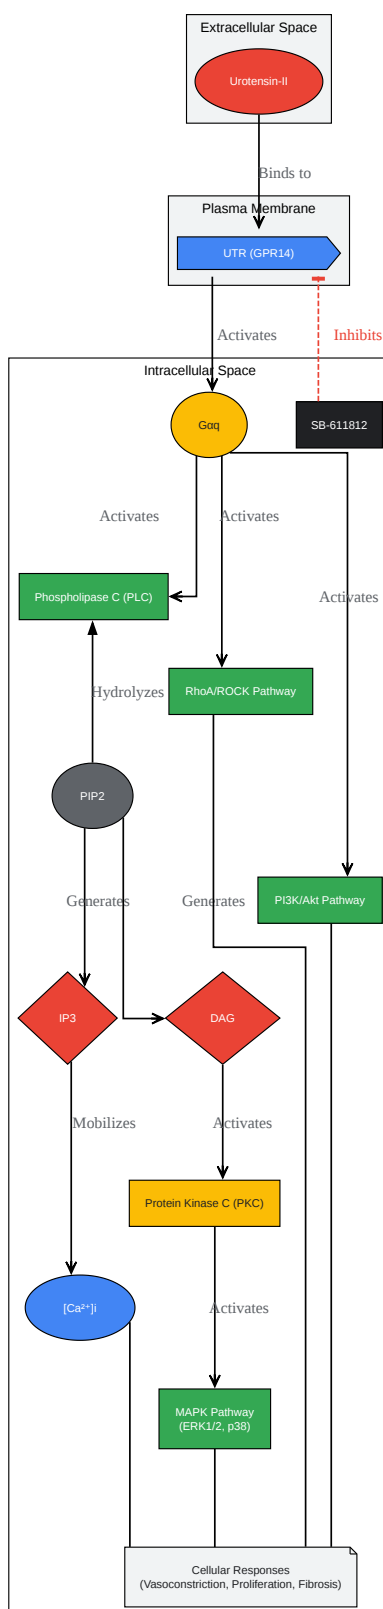 Extracellular Space
Urotensin-II
Binds to
Plasma Membrane
UTR (GPR14)
Activates
Inhibits
Intracellular Space
Gαq
SB-611812
Activates
Activates
Phospholipase C (PLC)
Activates
Hydrolyzes
RhoA/ROCK Pathway
PIP2
Generates
Generates
PI3K/Akt Pathway
IP3
DAG
Mobilizes
Activates
Protein Kinase C (PKC)
[Ca²⁺]i
Activates
MAPK Pathway
(ERK1/2, p38)
Cellular Responses
(Vasoconstriction, Proliferation, Fibrosis)